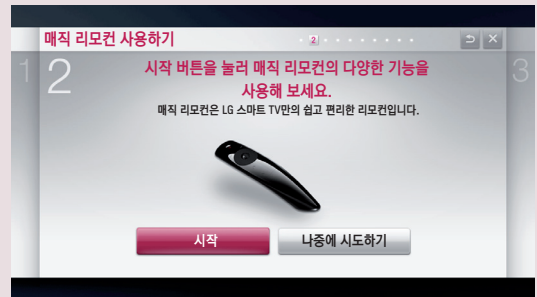 매직 리모컨 사용하기
2
1
2
3
시작 버튼을 눌러 매직 리모컨의 다양한 기능을
사용해 보세요.
매직 리모컨은 LG 스마트 TV만의 쉽고 편리한 리모컨입니다.
시작
나중에 시도하기